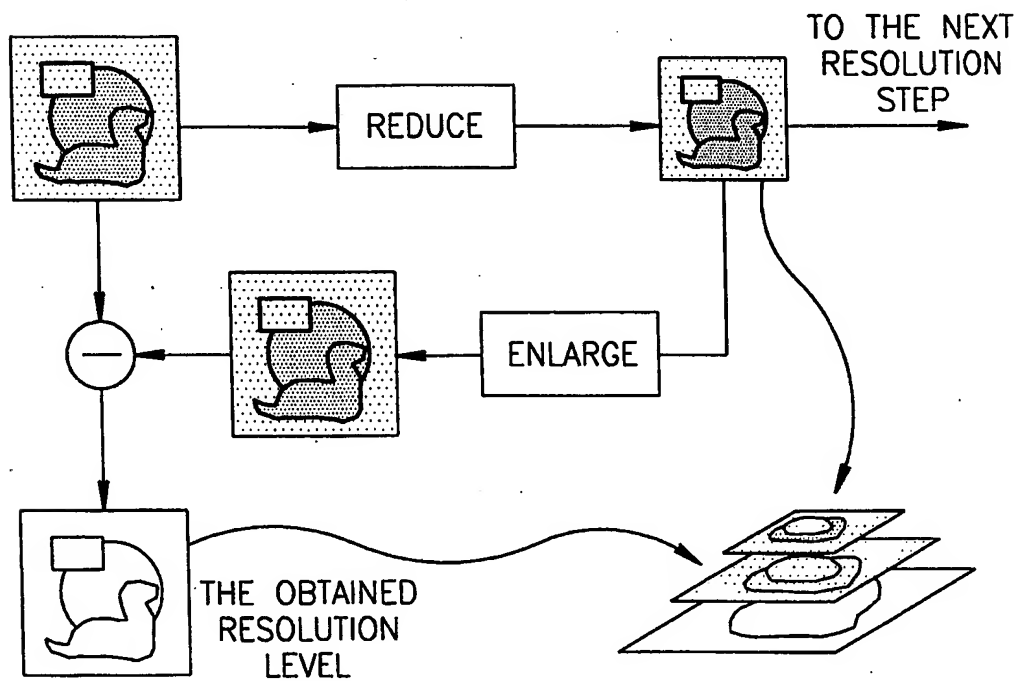 TO THE NEXT
RESOLUTION
STEP
REDUCE
ENLARGE
THE OBTAINED
RESOLUTION
LEVEL